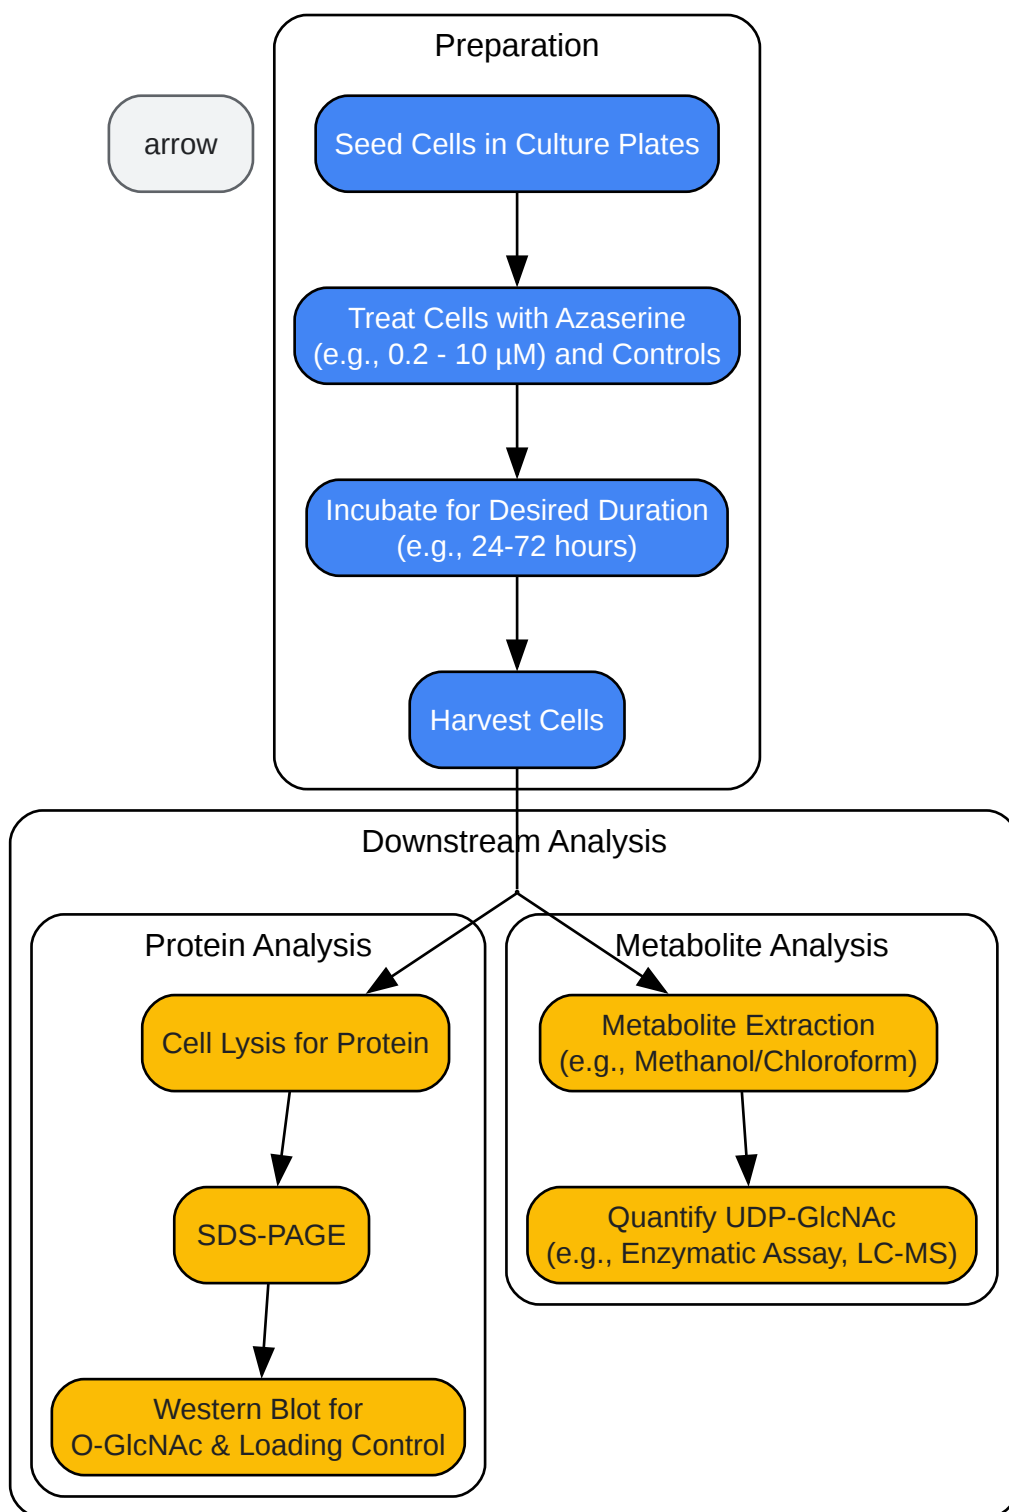 Preparation
arrow
Seed Cells in Culture Plates
Treat Cells with Azaserine
(e.g., 0.2 - 10 µM) and Controls
Incubate for Desired Duration
(e.g., 24-72 hours)
Harvest Cells
Downstream Analysis
Protein Analysis
Cell Lysis for Protein
SDS-PAGE
Western Blot for
O-GlcNAc & Loading Control
Metabolite Analysis
Metabolite Extraction
(e.g., Methanol/Chloroform)
Quantify UDP-GlcNAc
(e.g., Enzymatic Assay, LC-MS)